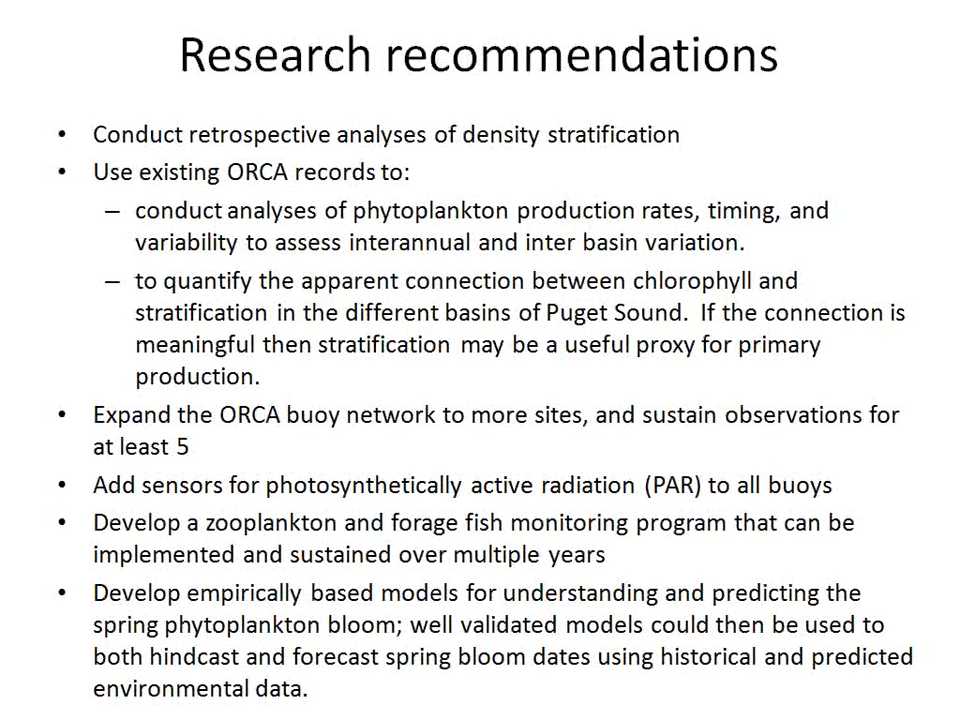 Research recommendations
• Conduct retrospective analyses of density stratification
• Use existing ORCA records to:
– conduct analyses of phytoplankton production rates, timing, and
variability to assess interannual and inter basin variation.
– to quantify the apparent connection between chlorophyll and
stratification in the different basins of Puget Sound.  If the connection is
meaningful then stratification may be a useful proxy for primary
production.
• Expand the ORCA buoy network to more sites, and sustain observations for
at least 5
• Add sensors for photosynthetically active radiation (PAR) to all buoys
• Develop a zooplankton and forage fish monitoring program that can be
implemented and sustained over multiple years
• Develop empirically based models for understanding and predicting the
spring phytoplankton bloom; well validated models could then be used to
both hindcast and forecast spring bloom dates using historical and predicted
environmental data.